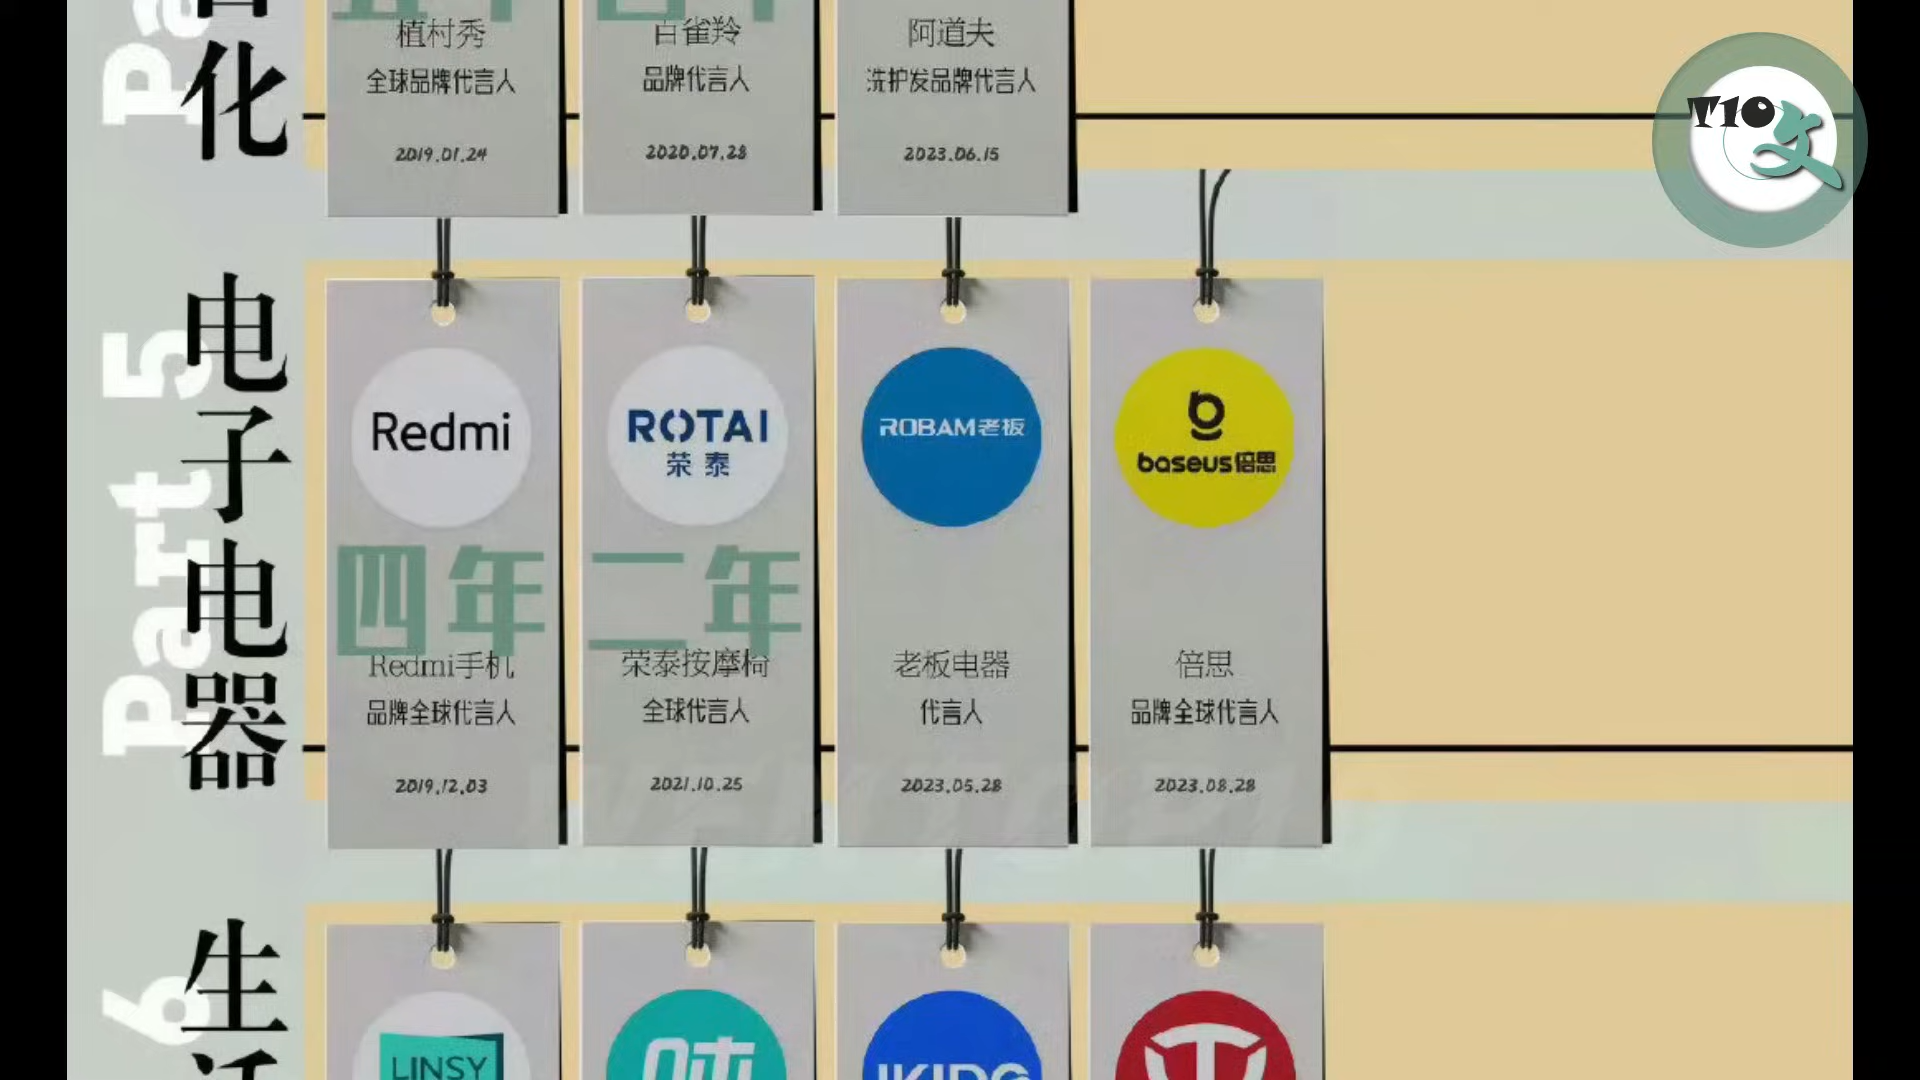 化
植村秀
全球品牌代言人
2019.01.24
百雀羚
品牌代言人
2020.07.28
阿道夫
洗护发品牌代言人
2023.06.15
T10文
Part 5
电子电器
Redmi
四年
Redmi手机
品牌全球代言人
2019.12.03
ROTAI
荣泰
二年
荣泰按摩椅
全球代言人
2021.10.25
ROBAM老板
老板电器
代言人
2023.05.28
baseus倍思
倍思
品牌全球代言人
2023.08.28
6
生
LINSY